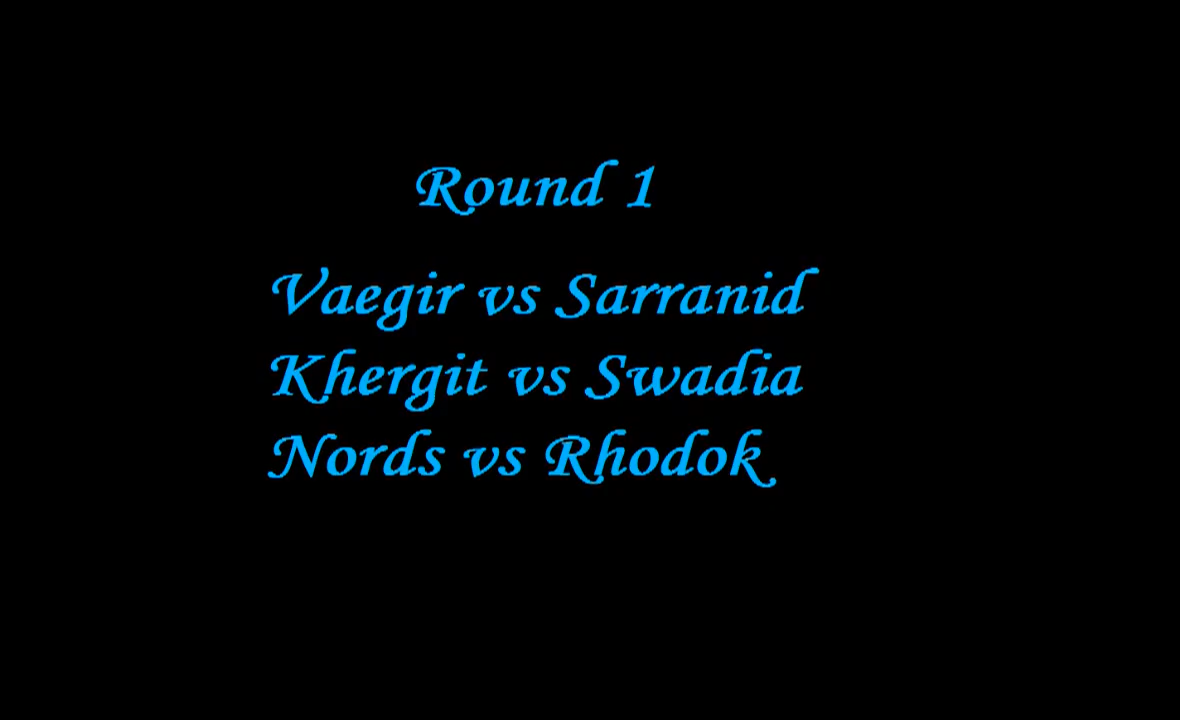 Round 1
Vaegir vs Sarranid
Khergit vs Swadia
Nords vs Rhodok